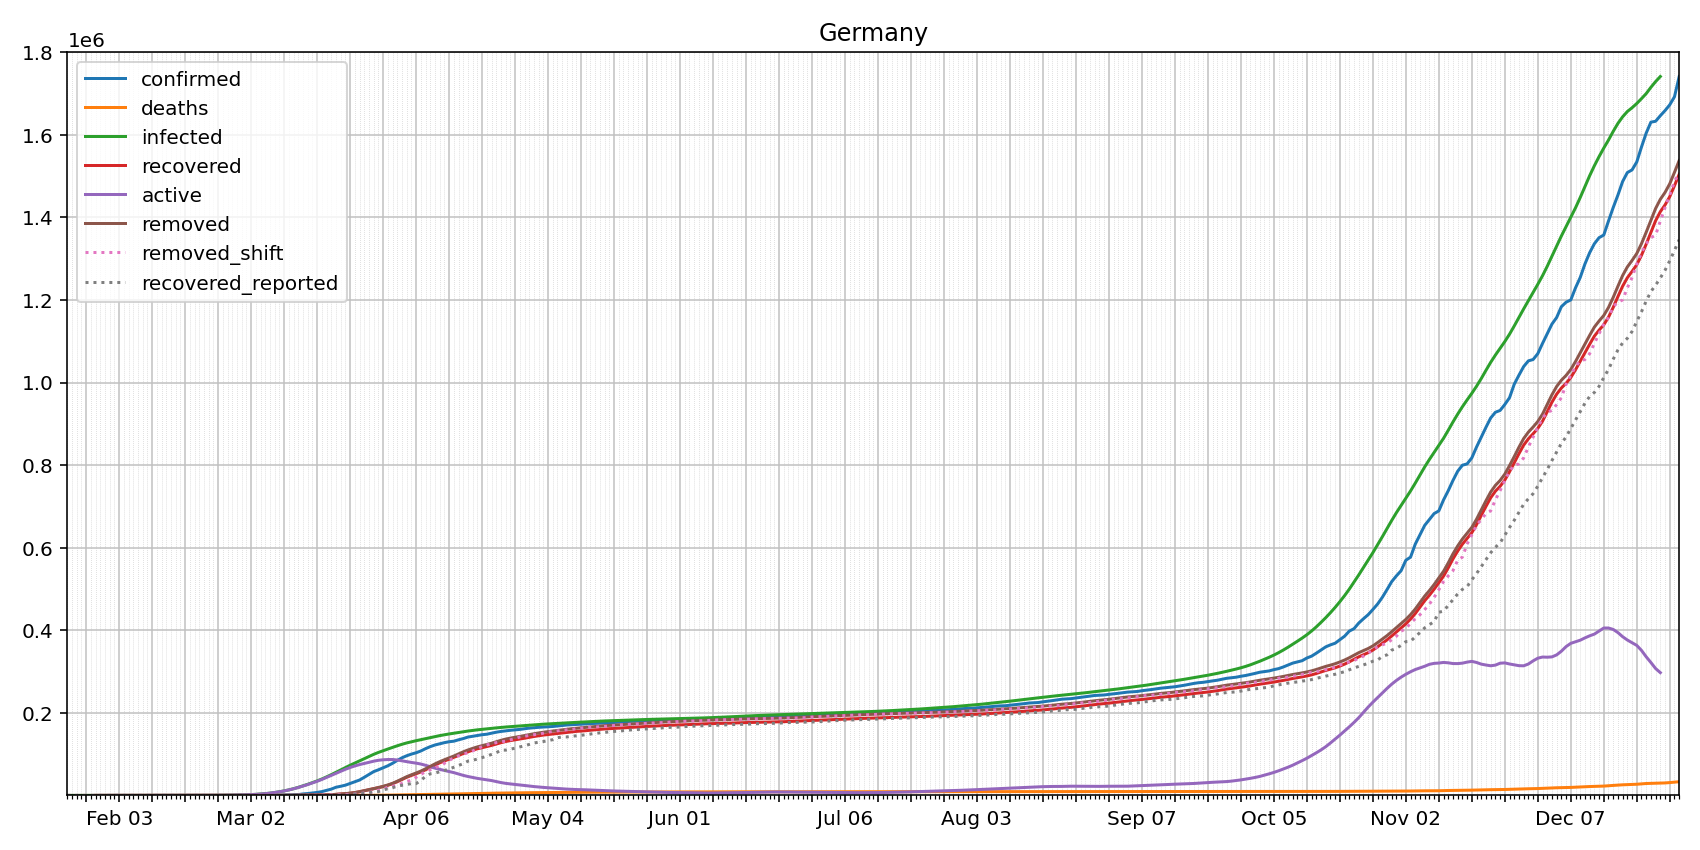 Germany
1e6
1.8
1.6
1.4
1.2
1.0
0.8
0.6
0.4
0.2
confirmed
deaths
infected
recovered
active
removed
removed_shift
recovered_reported
Feb 03 Mar 02 Apr 06 May 04 Jun 01 Jul 06 Aug 03 Sep 07 Oct 05 Nov 02 Dec 07